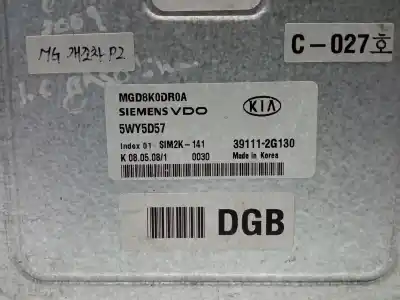 2009
MG 개조차 P2
C-027호
MGD8K0DR0A
SIEMENS VDO
KIA
5WY5D57
Index 01 SIM2K-141
39111-2G130
K 08.05.08/1 0030 Made in Korea
DGB